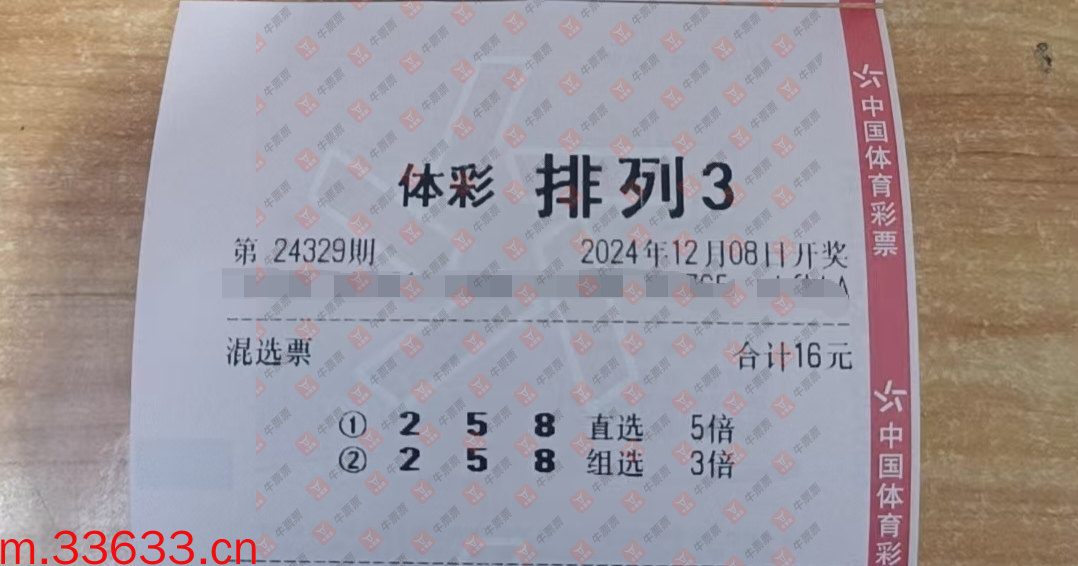 体彩 排列3
第 24329期 2024年12月08日开奖
混选票 合计16元
① 2 5 8 直选 5倍
② 2 5 8 组选 3倍
中国体育彩票
中国体育彩
牛票票
m.33633.cn